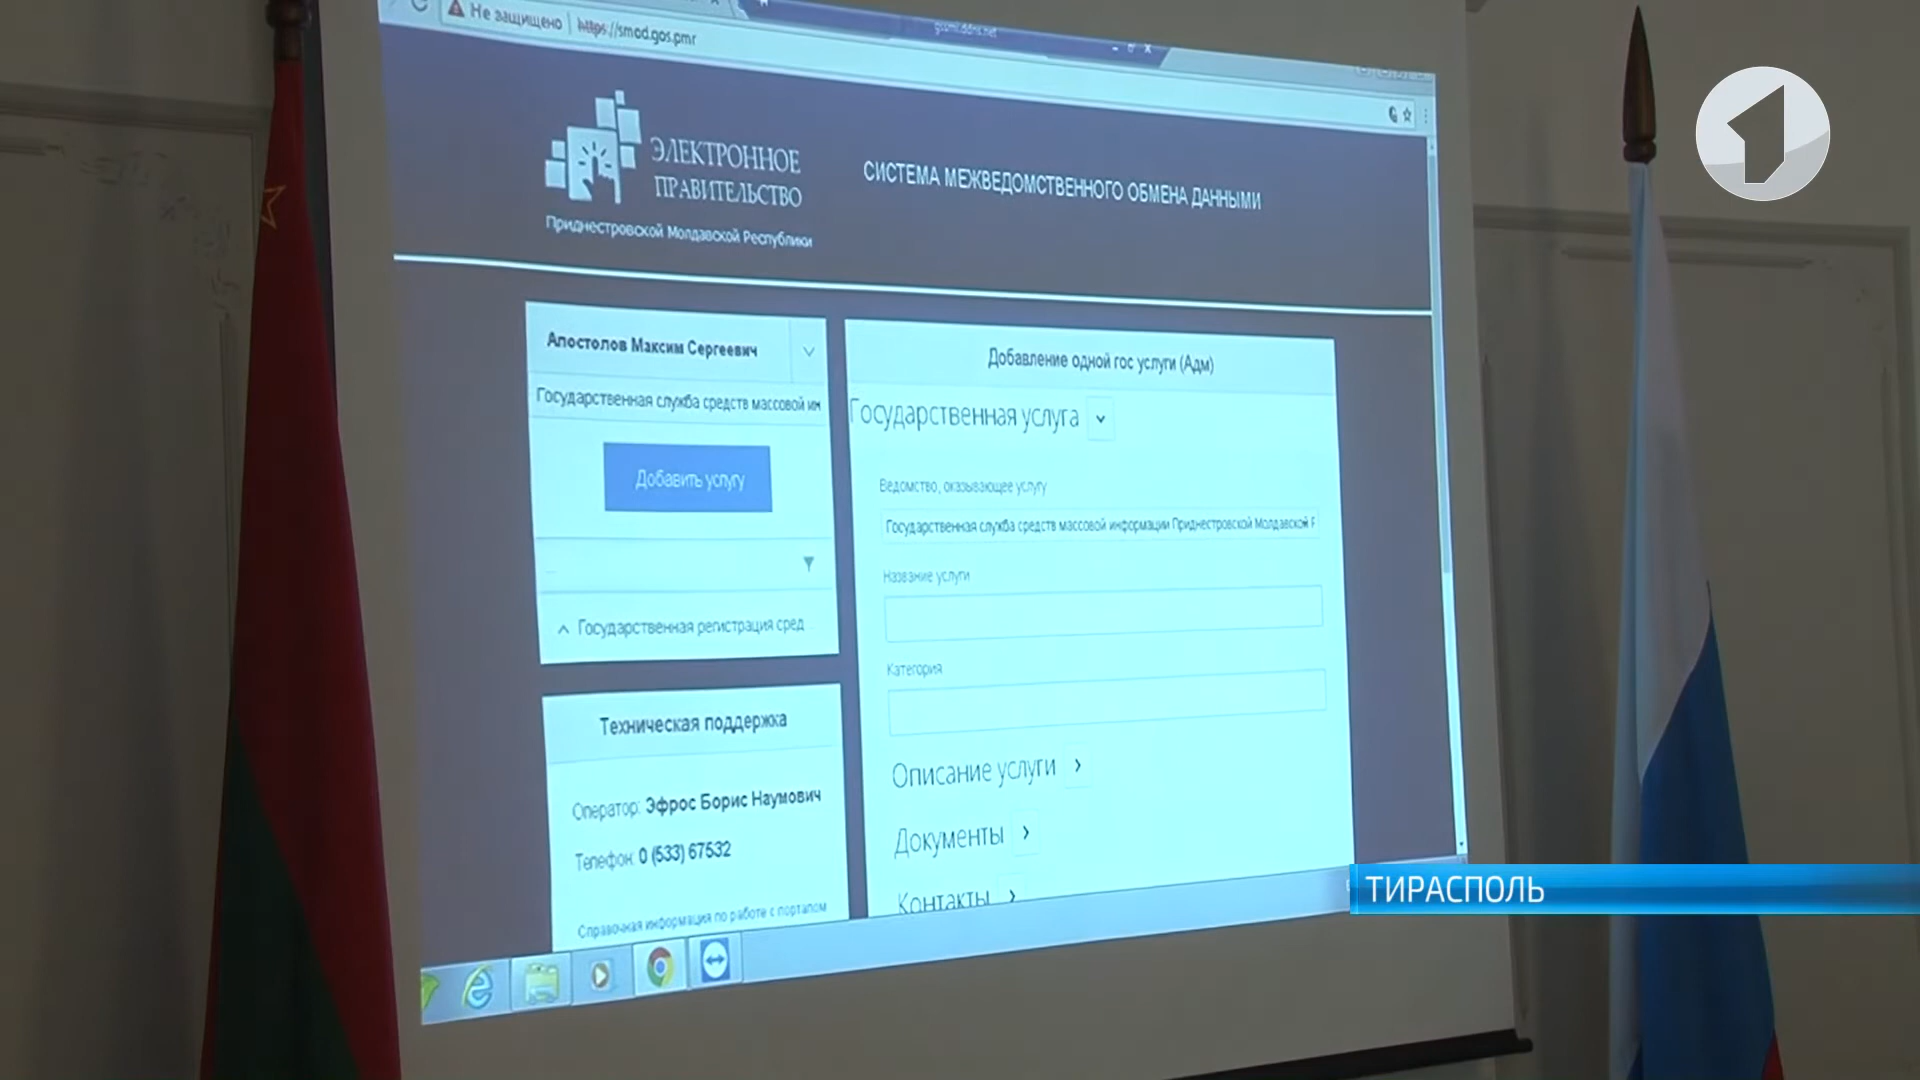 Не защищено | https://smod.gos.pmr
ЭЛЕКТРОННОЕ
ПРАВИТЕЛЬСТВО
Приднестровской Молдавской Республики
СИСТЕМА МЕЖВЕДОМСТВЕННОГО ОБМЕНА ДАННЫМИ
Апостолов Максим Сергеевич
Государственная служба средств массовой ин
Добавить услугу
Государственная регистрация сред
Техническая поддержка
Оператор: Эфрос Борис Наумович
Телефон: 0 (533) 67532
Справочная информация по работе с порталом
Добавление одной гос услуги (Адм)
Государственная услуга
Ведомство, оказывающее услугу
Государственная служба средств массовой информации Приднестровской Молдавской Р
Название услуги
Категория
Описание услуги
Документы
Контакты
ТИРАСПОЛЬ
1